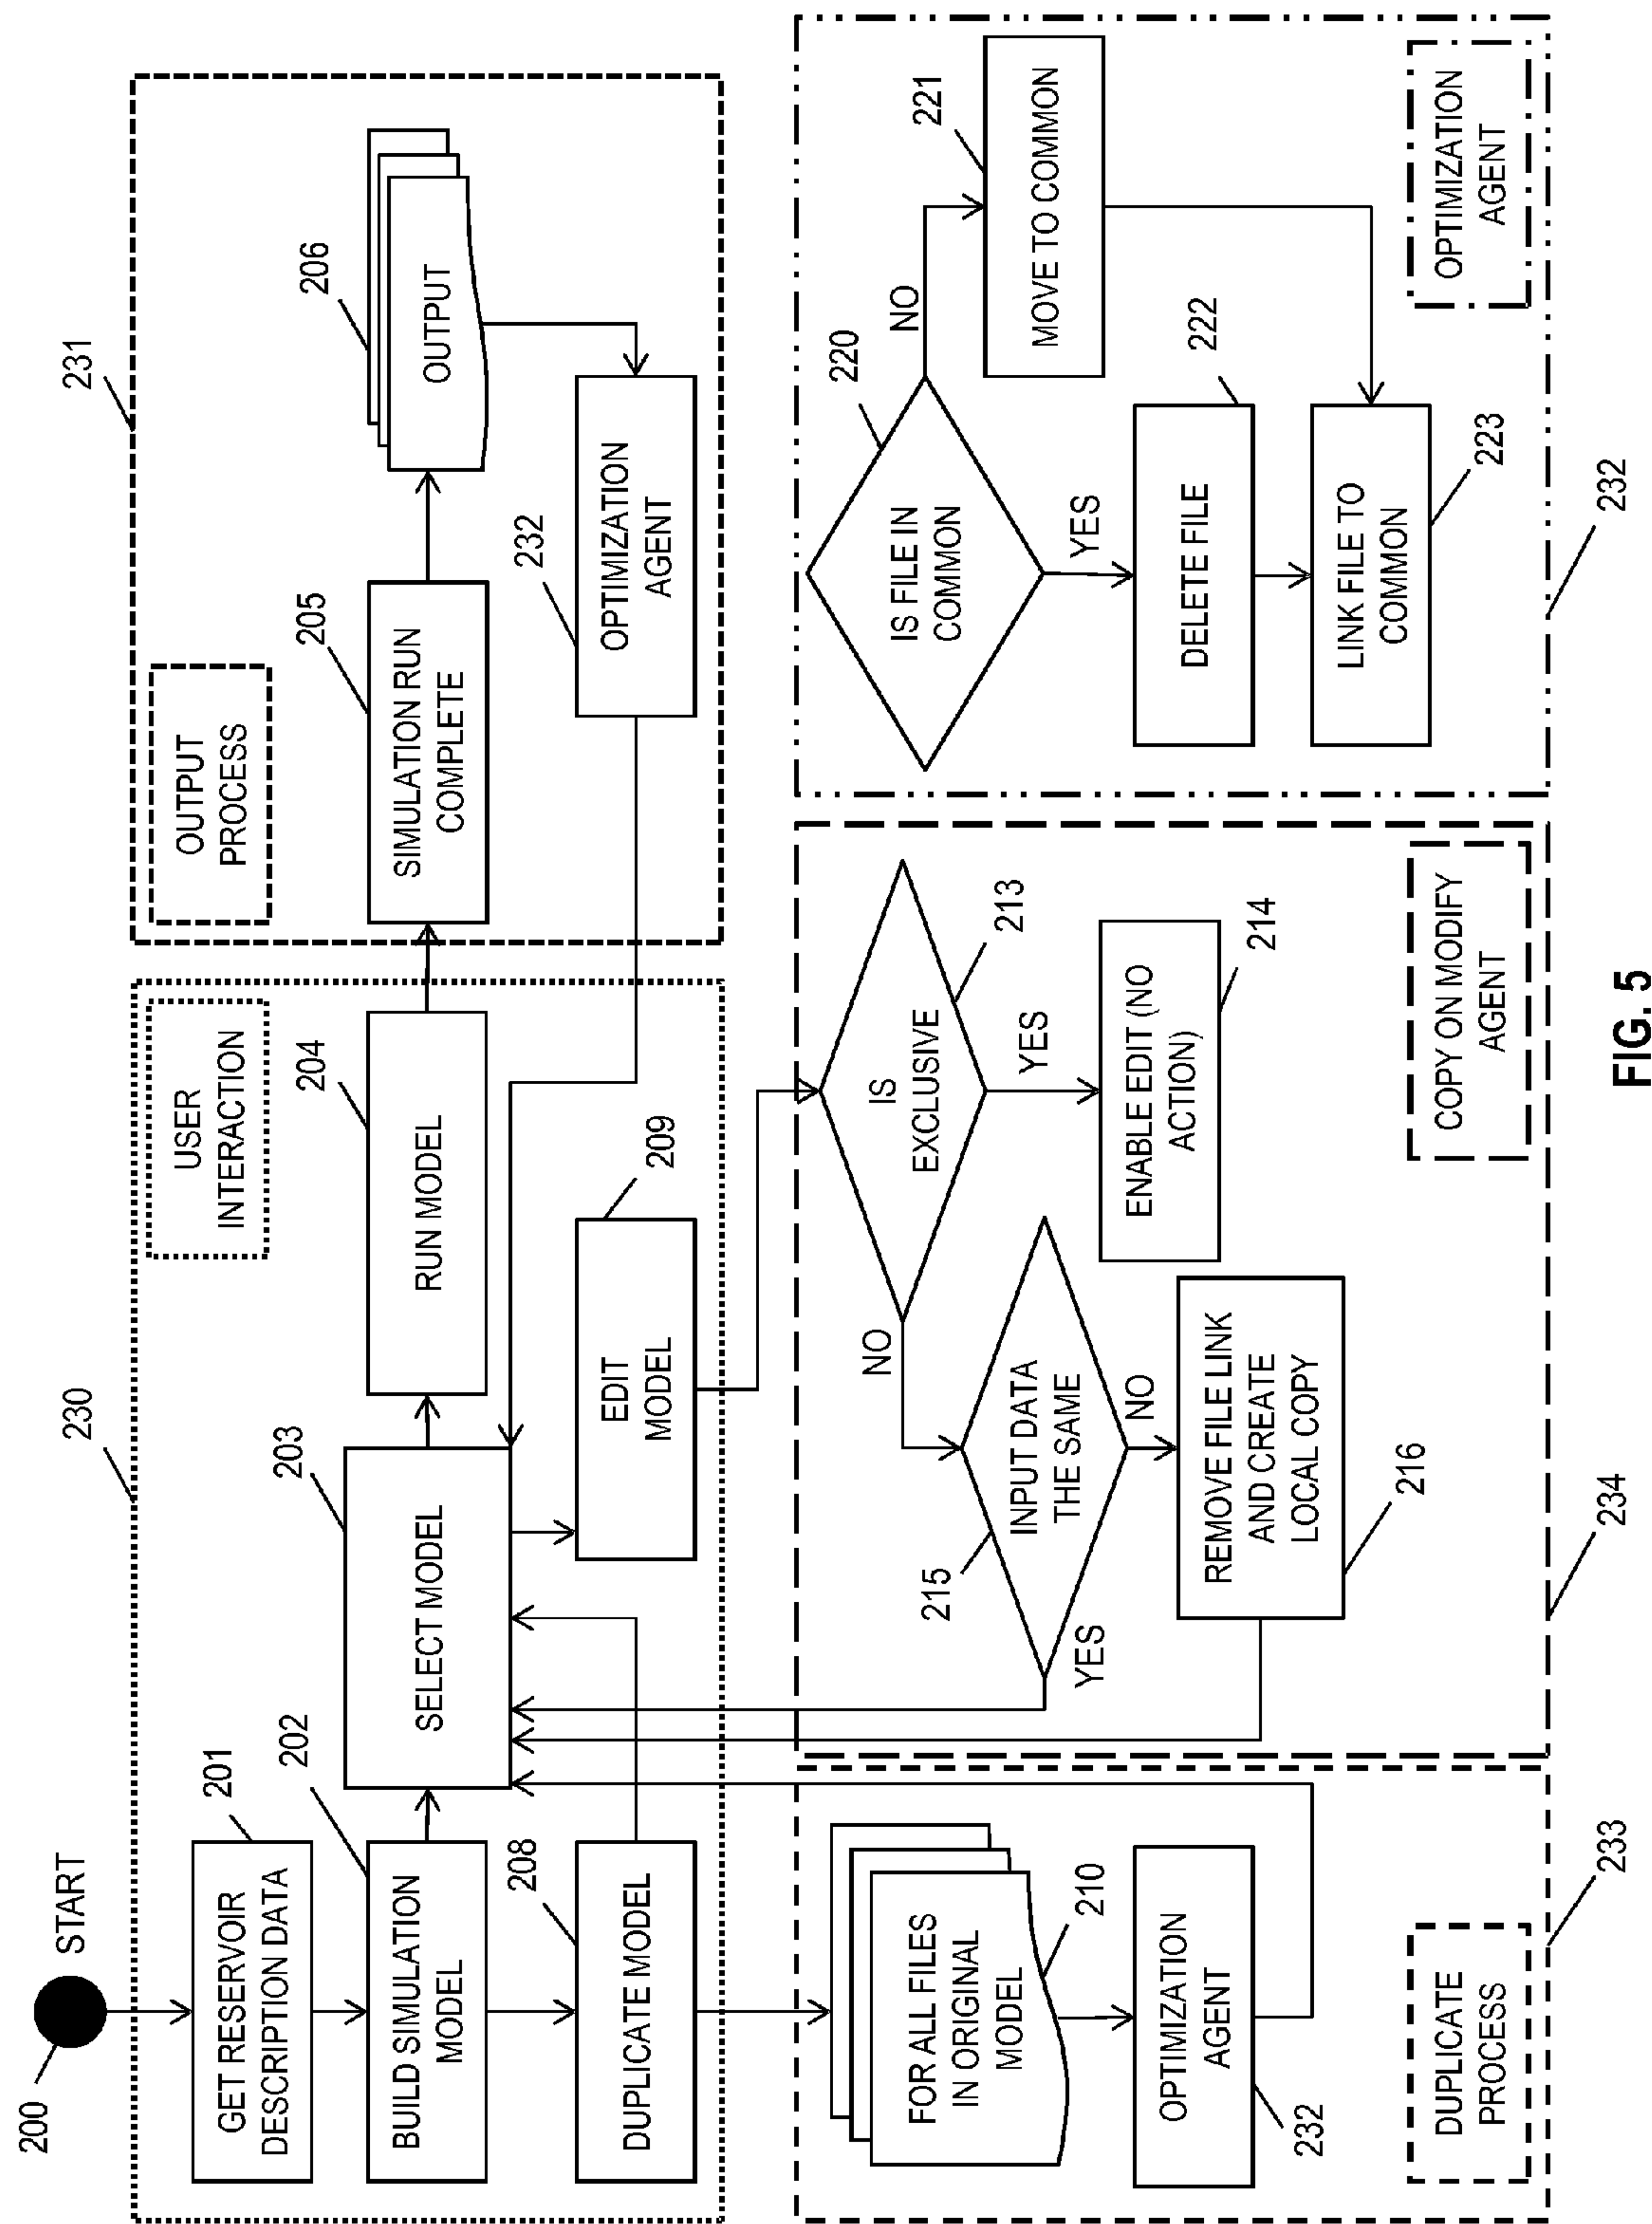 200
START
230
USER
INTERACTION
201
GET RESERVOIR
DESCRIPTION DATA
202
BUILD SIMULATION
MODEL
203
SELECT MODEL
204
RUN MODEL
208
DUPLICATE MODEL
209
EDIT
MODEL
231
OUTPUT
PROCESS
205
SIMULATION RUN
COMPLETE
206
OUTPUT
232
OPTIMIZATION
AGENT
FOR ALL FILES
IN ORIGINAL
MODEL
210
OPTIMIZATION
AGENT
232
DUPLICATE
PROCESS
233
IS
EXCLUSIVE
213
NO
YES
215
INPUT DATA
THE SAME
YES
NO
ENABLE EDIT (NO
ACTION)
214
REMOVE FILE LINK
AND CREATE
LOCAL COPY
216
COPY ON MODIFY
AGENT
234
220
IS FILE IN
COMMON
NO
YES
221
MOVE TO COMMON
222
DELETE FILE
LINK FILE TO
COMMON
223
OPTIMIZATION
AGENT
232
FIG. 5